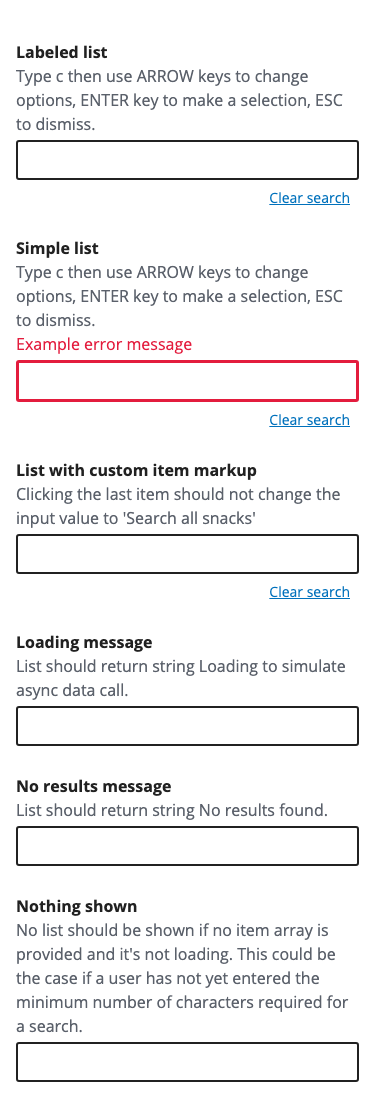 Labeled list
Type c then use ARROW keys to change
options, ENTER key to make a selection, ESC
to dismiss.
Clear search
Simple list
Type c then use ARROW keys to change
options, ENTER key to make a selection, ESC
to dismiss.
Example error message
Clear search
List with custom item markup
Clicking the last item should not change the
input value to 'Search all snacks'
Clear search
Loading message
List should return string Loading to simulate
async data call.
No results message
List should return string No results found.
Nothing shown
No list should be shown if no item array is
provided and it's not loading. This could be
the case if a user has not yet entered the
minimum number of characters required for
a search.